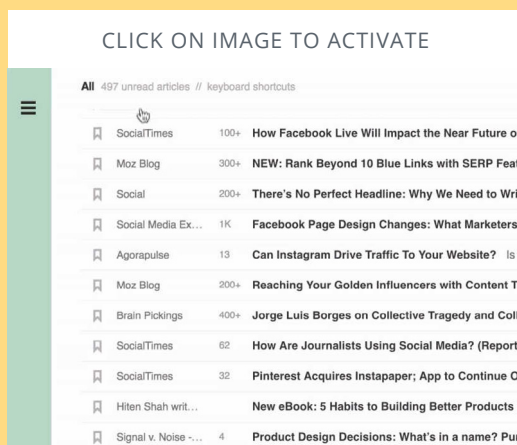 CLICK ON IMAGE TO ACTIVATE
All 497 unread articles // keyboard shortcuts
SocialTimes 100+ How Facebook Live Will Impact the Near Future o
Moz Blog 300+ NEW: Rank Beyond 10 Blue Links with SERP Feat
Social 200+ There's No Perfect Headline: Why We Need to Wri
Social Media Ex... 1K Facebook Page Design Changes: What Marketers
Agorapulse 13 Can Instagram Drive Traffic To Your Website? Is
Moz Blog 200+ Reaching Your Golden Influencers with Content T
Brain Pickings 400+ Jorge Luis Borges on Collective Tragedy and Coll
SocialTimes 62 How Are Journalists Using Social Media? (Report
SocialTimes 32 Pinterest Acquires Instapaper; App to Continue O
Hiten Shah writ... New eBook: 5 Habits to Building Better Products
Signal v. Noise -... 4 Product Design Decisions: What's in a name? Pur